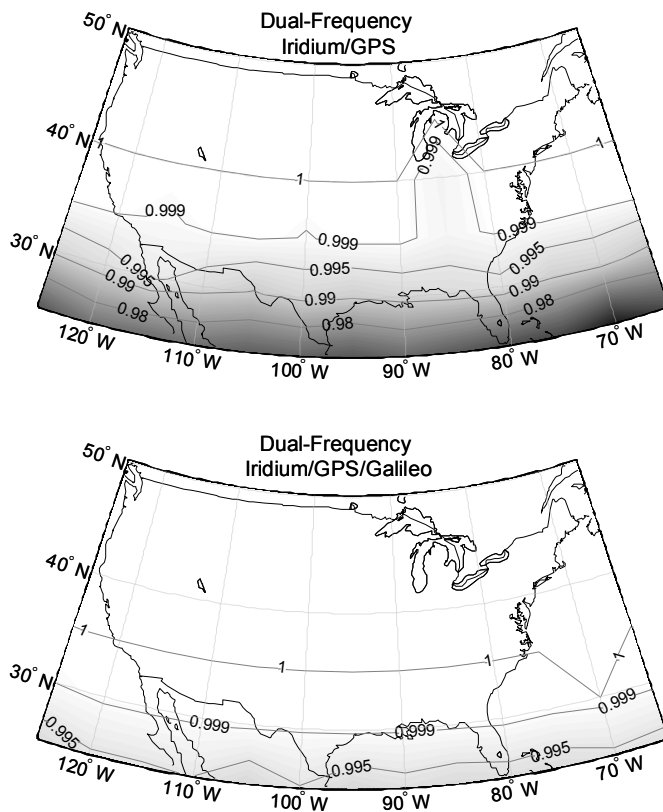 Dual-Frequency
Iridium/GPS
50° N
40° N
30° N
1
1
1
1
0.999
0.999
0.999
0.999
0.995
0.995
0.995
0.99
0.99
0.99
0.98
0.98
0.98
120° W
110° W
100° W
90° W
80° W
70° W
Dual-Frequency
Iridium/GPS/Galileo
50° N
40° N
30° N
1
1
1
1
0.999
0.999
0.999
0.995
0.995
0.995
120° W
110° W
100° W
90° W
80° W
70° W